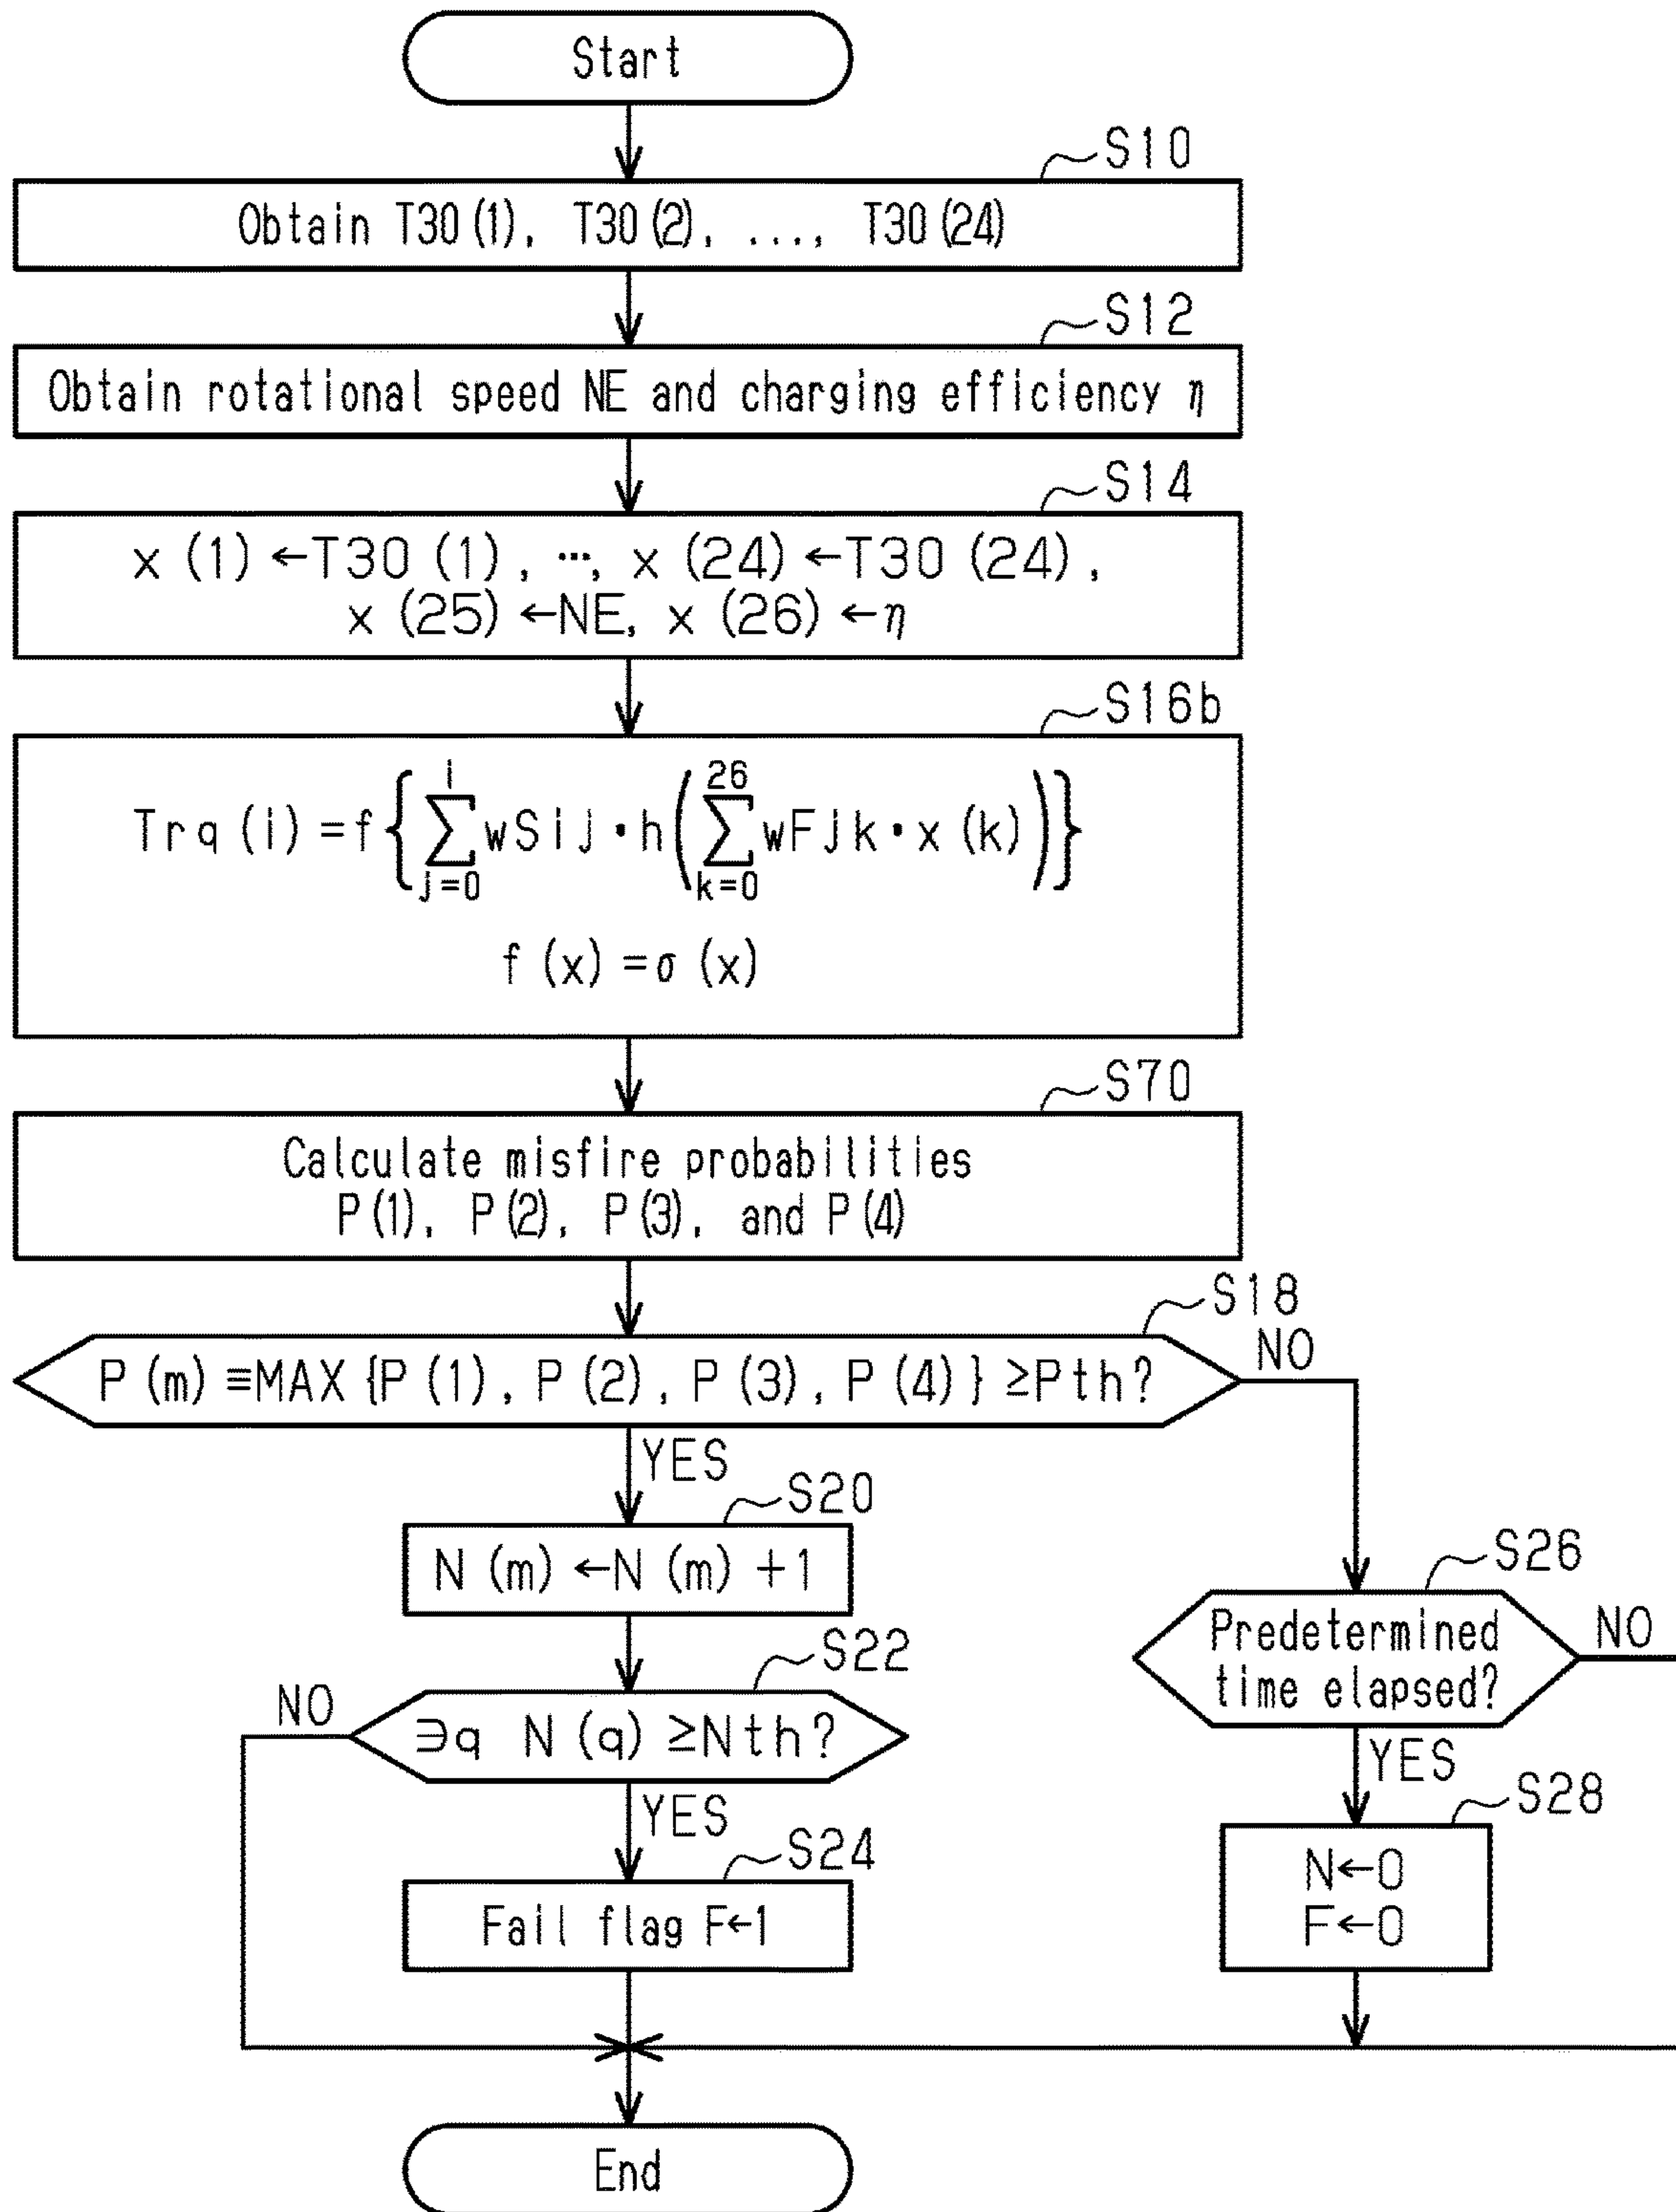 Start
S10
Obtain T30(1), T30(2), ..., T30(24)
S12
Obtain rotational speed NE and charging efficiency η
S14
x(1)←T30(1), …, x(24)←T30(24),
x(25)←NE, x(26)←η
S16b
Trq(i)=f{∑_{j=0}^{i} wSij・h(∑_{k=0}^{26} wFjk・x(k))}
f(x)=σ(x)
S70
Calculate misfire probabilities
P(1), P(2), P(3), and P(4)
S18
P(m)≡MAX{P(1), P(2), P(3), P(4)}≥Pth?
NO
YES
S20
N(m)←N(m)+1
S26
Predetermined
time elapsed?
NO
S22
NO
∋q N(q)≥Nth?
YES
YES
S28
N←0
F←0
S24
Fail flag F←1
End